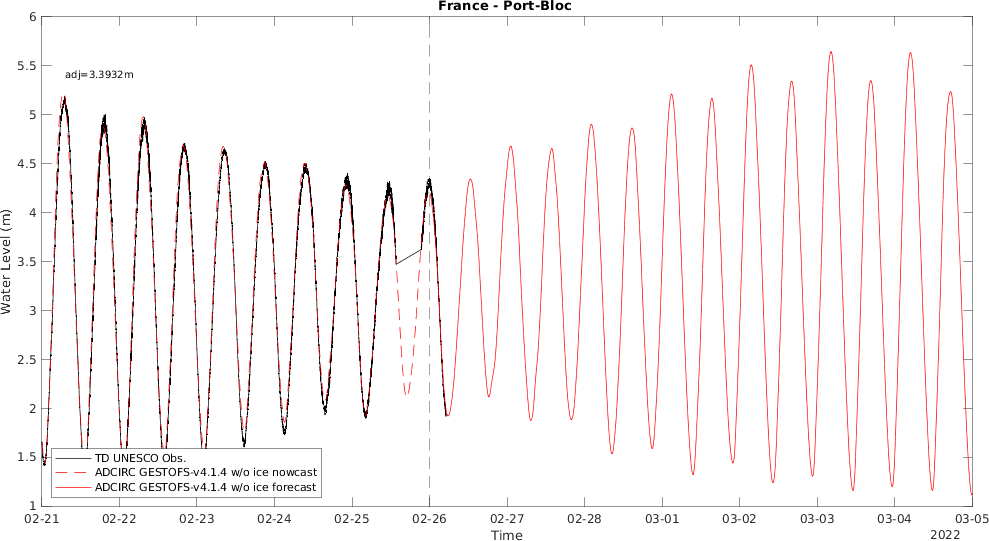 France - Port-Bloc
adj=3.3932m
Water Level (m)
6
5.5
5
4.5
4
3.5
3
2.5
2
1.5
1
TD UNESCO Obs.
ADCIRC GESTOFS-v4.1.4 w/o ice nowcast
ADCIRC GESTOFS-v4.1.4 w/o ice forecast
02-21 02-22 02-23 02-24 02-25 02-26 02-27 02-28 03-01 03-02 03-03 03-04 03-05
Time
2022